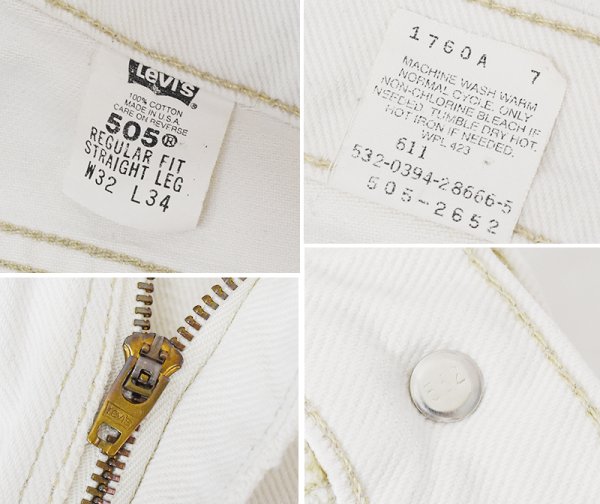 Levi's
®
100% COTTON
MADE IN U.S.A.
CARE ON REVERSE
505®
REGULAR FIT
STRAIGHT LEG
W32 L34
1760A 7
MACHINE WASH WARM
NORMAL CYCLE. ONLY
NON-CHLORINE BLEACH IF
NEEDED. TUMBLE DRY HOT.
HOT IRON IF NEEDED.
WPL 423
611
532-0394-28666-5
505-2652
LEVI'S
532